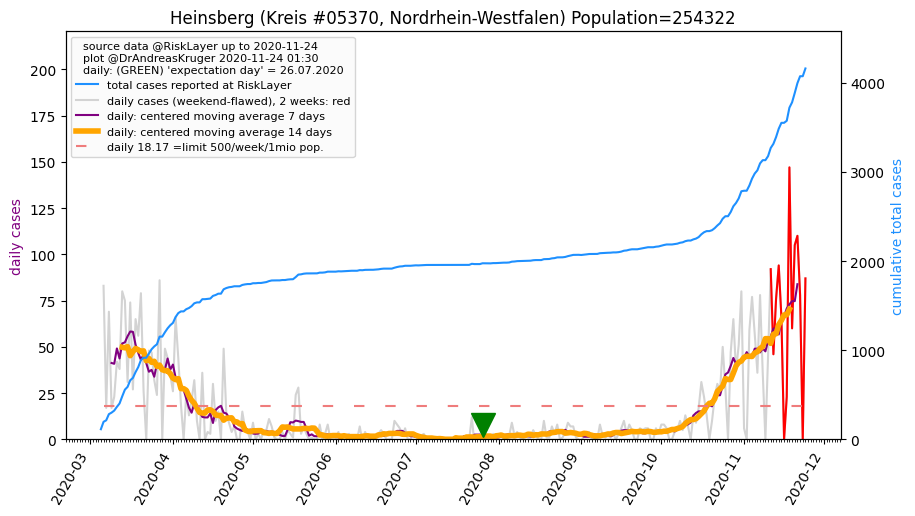 Heinsberg (Kreis #05370, Nordrhein-Westfalen) Population=254322
source data @RiskLayer up to 2020-11-24
plot @DrAndreasKruger 2020-11-24 01:30
daily: (GREEN) 'expectation day' = 26.07.2020
total cases reported at RiskLayer
daily cases (weekend-flawed), 2 weeks: red
daily: centered moving average 7 days
daily: centered moving average 14 days
daily 18.17 =limit 500/week/1mio pop.
daily cases
200
175
150
125
100
75
50
25
0
cumulative total cases
4000
3000
2000
1000
0
2020-03
2020-04
2020-05
2020-06
2020-07
2020-08
2020-09
2020-10
2020-11
2020-12